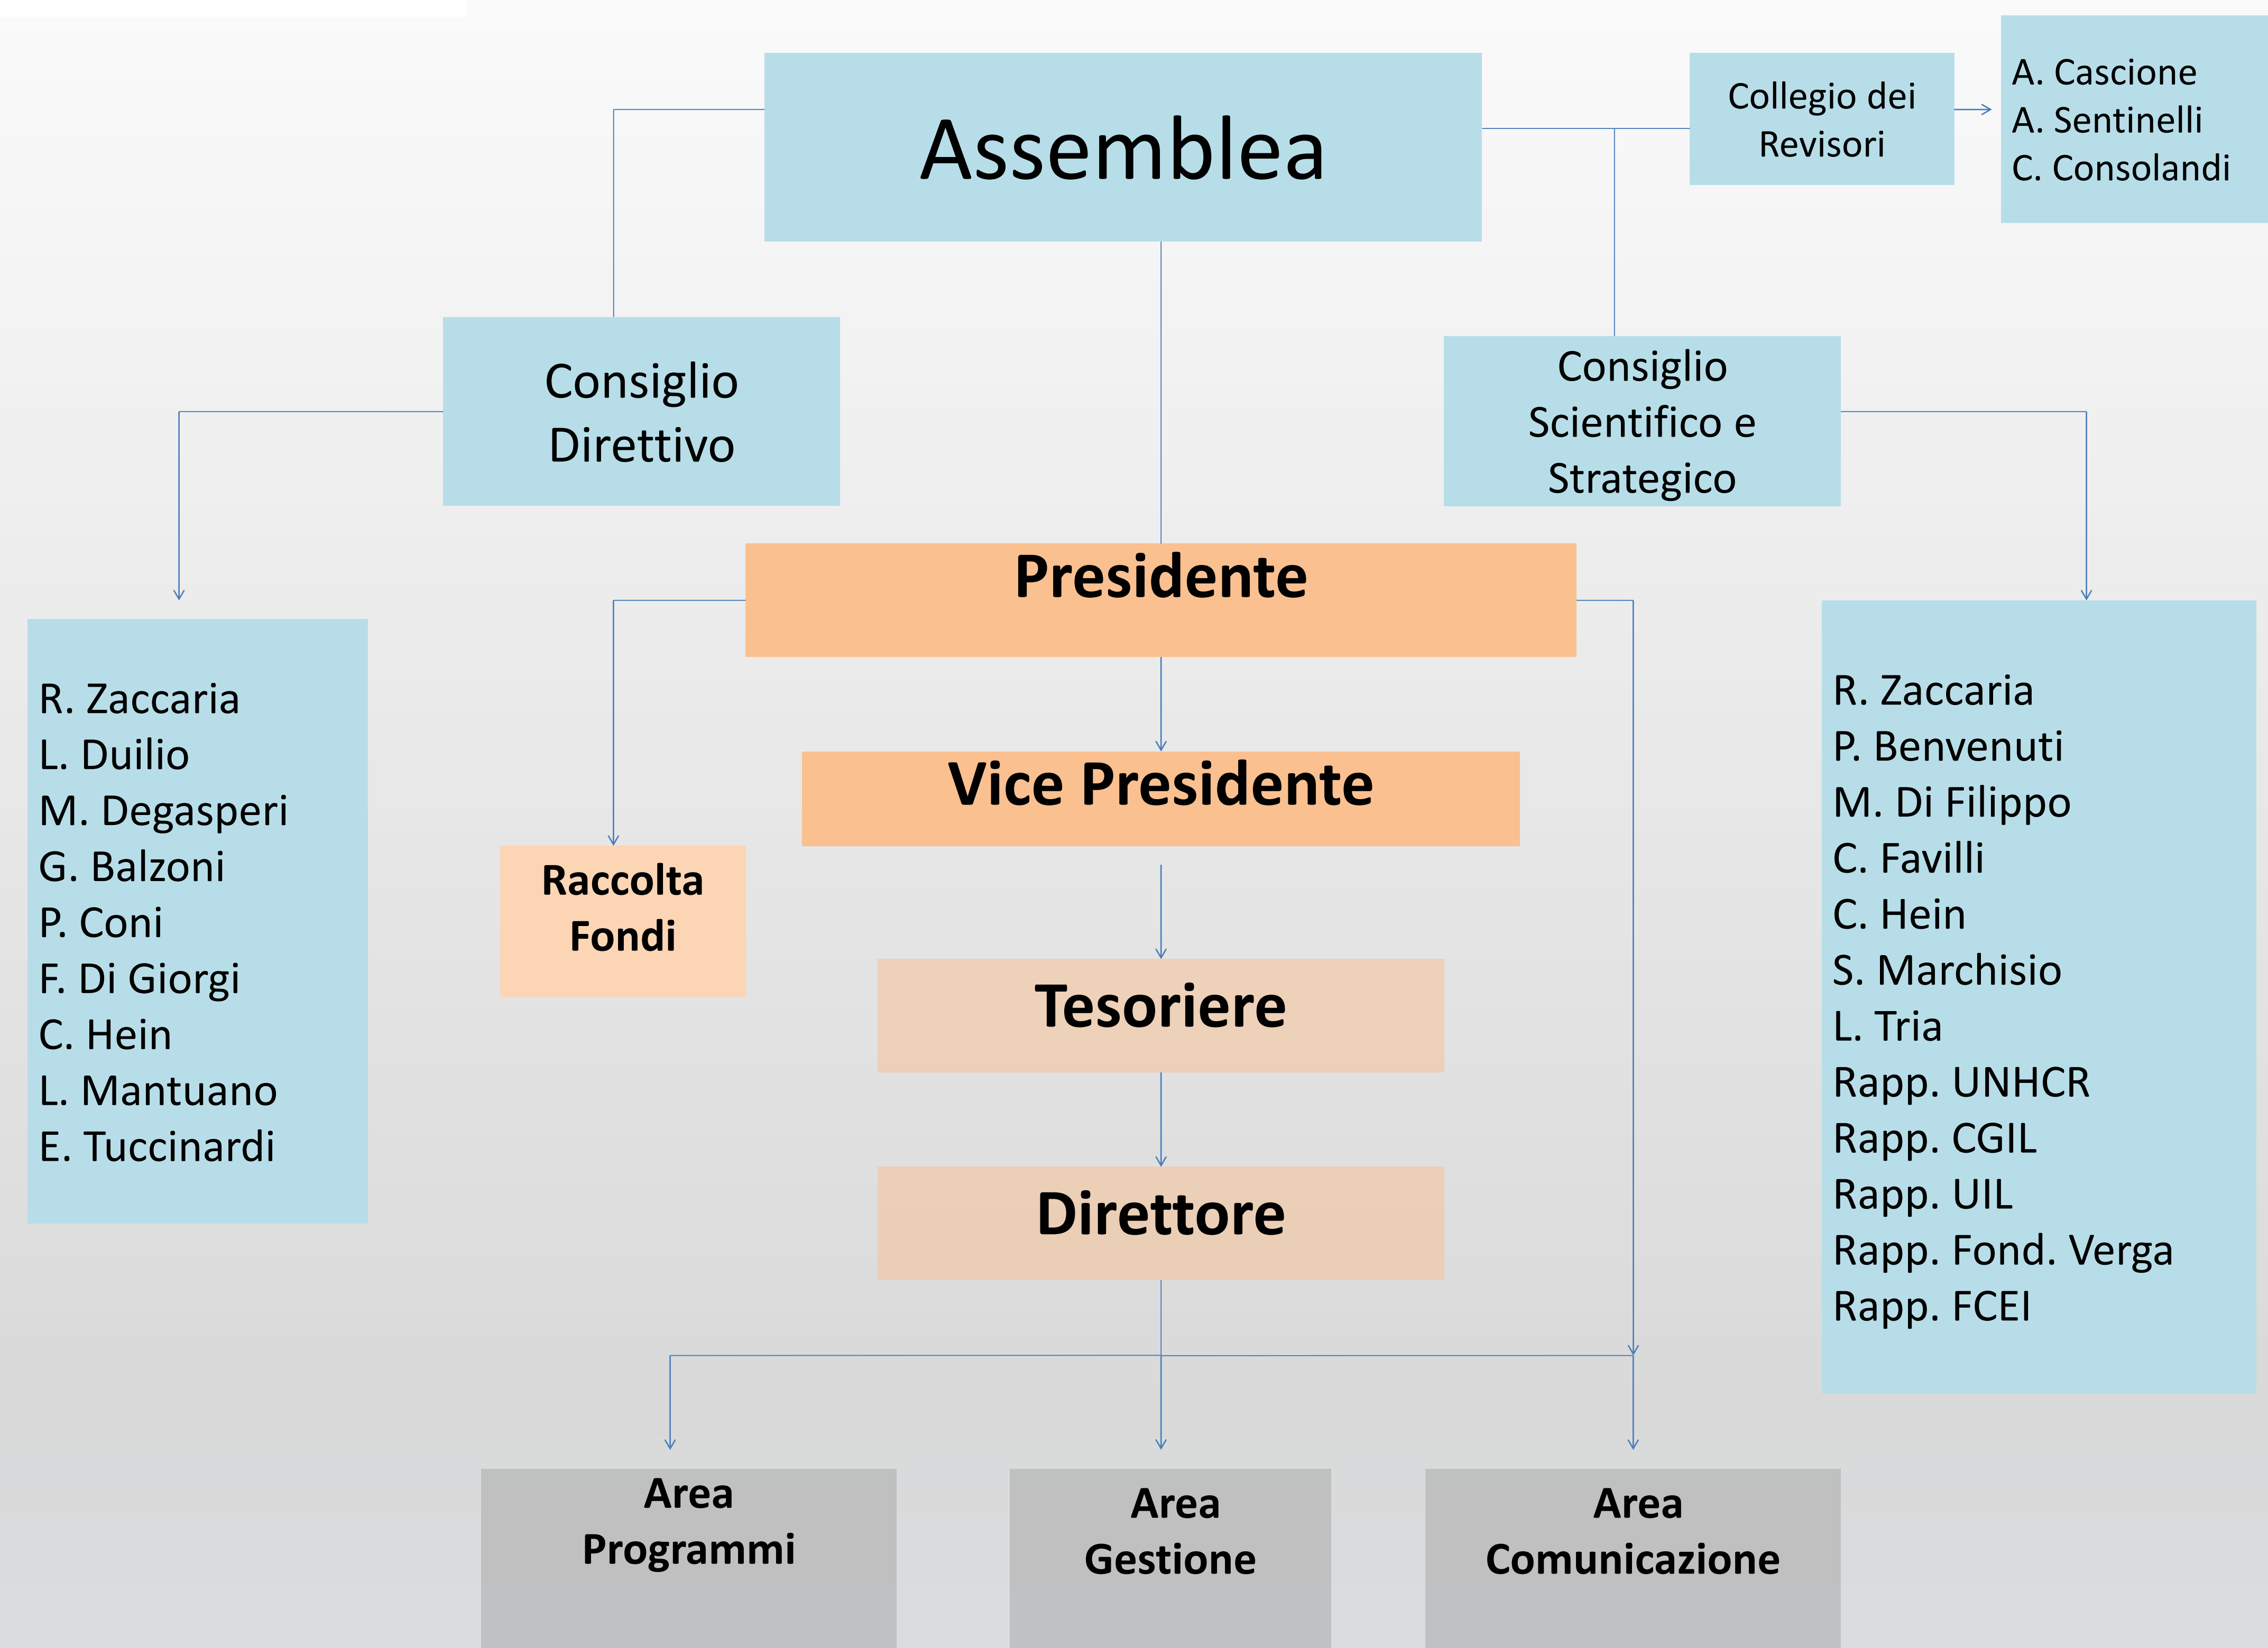 Assemblea
Collegio dei
Revisori
A. Cascione
A. Sentinelli
C. Consolandi
Consiglio
Direttivo
Consiglio
Scientifico e
Strategico
Presidente
R. Zaccaria
L. Duilio
M. Degasperi
G. Balzoni
P. Coni
F. Di Giorgi
C. Hein
L. Mantuano
E. Tuccinardi
Vice Presidente
Raccolta
Fondi
Tesoriere
Direttore
R. Zaccaria
P. Benvenuti
M. Di Filippo
C. Favilli
C. Hein
S. Marchisio
L. Tria
Rapp. UNHCR
Rapp. CGIL
Rapp. UIL
Rapp. Fond. Verga
Rapp. FCEI
Area
Programmi
Area
Gestione
Area
Comunicazione